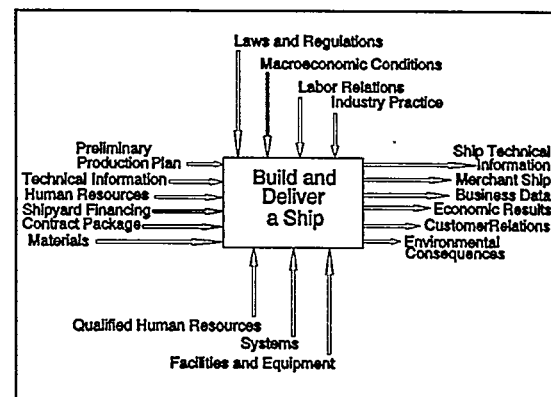 Laws and Regulations
Macroeconomic Conditions
Labor Relations
Industry Practice
Preliminary
Production Plan
Technical Information
Human Resources
Shipyard Financing
Contract Package
Materials
Build and
Deliver
a Ship
Ship Technical
Information
Merchant Ship
Business Data
Economic Results
CustomerRelations
Environmental
Consequences
Qualified Human Resources
Systems
Facilities and Equipment